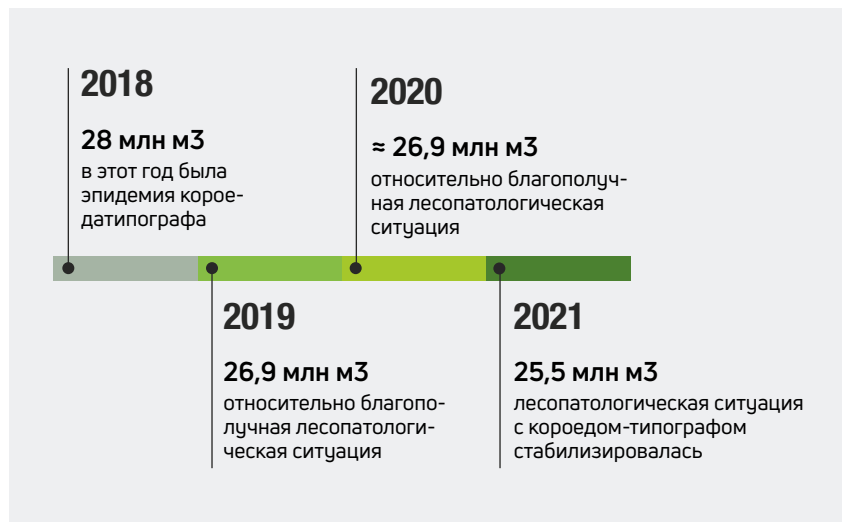 2018
28 млн м3
в этот год была
эпидемия корое-
датипографа
2020
≈ 26,9 млн м3
относительно благополуч-
ная лесопатологическая
ситуация
2019
26,9 млн м3
относительно благопо-
лучная лесопатологи-
ческая ситуация
2021
25,5 млн м3
лесопатологическая ситуация
с короедом-типографом
стабилизировалась